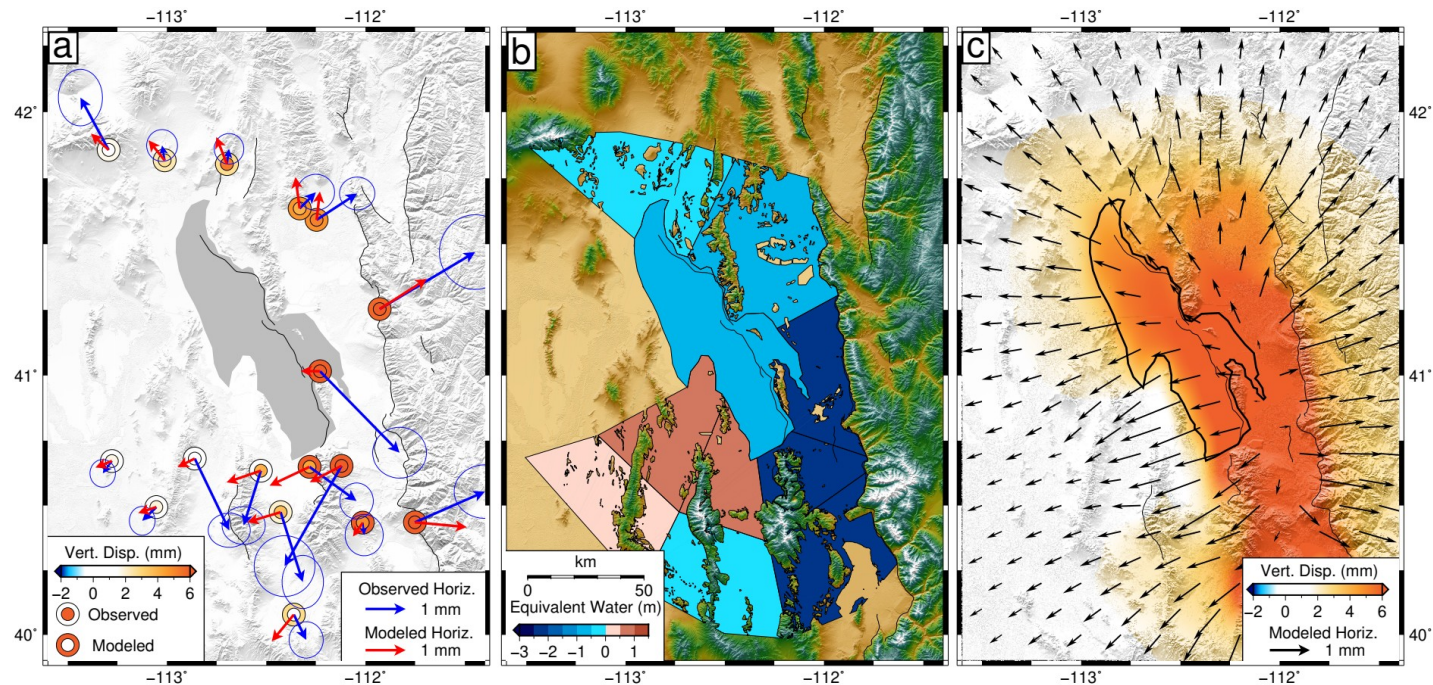 −113˚ −112˚ −113˚ −112˚ −113˚ −112˚
a b c
42˚ 42˚
41˚ 41˚
40˚ 40˚
Vert. Disp. (mm)
−2 0 2 4 6
Observed
Modeled
Observed Horiz.
1 mm
Modeled Horiz.
1 mm
km
0 50
Equivalent Water (m)
−3 −2 −1 0 1
Vert. Disp. (mm)
−2 0 2 4 6
Modeled Horiz.
1 mm
−113˚ −112˚ −113˚ −112˚ −113˚ −112˚